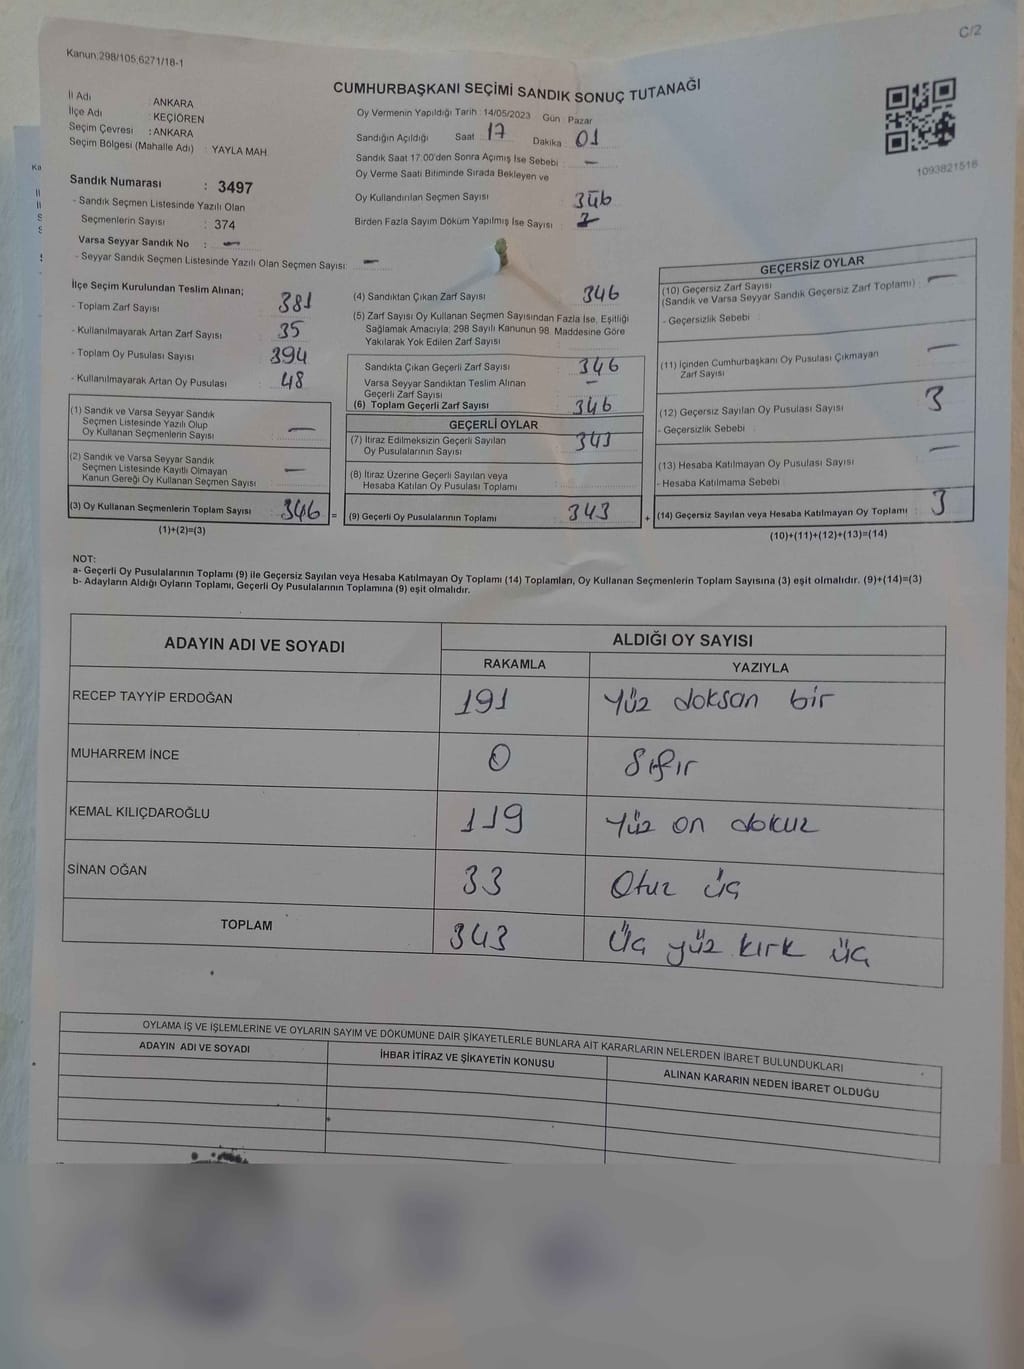 C/2
Kanun:298/105,6271/18-1
CUMHURBAŞKANI SEÇİMİ SANDIK SONUÇ TUTANAĞI
İl Adı : ANKARA
İlçe Adı : KEÇİÖREN
Seçim Çevresi : ANKARA
Seçim Bölgesi (Mahalle Adı) : YAYLA MAH.
Oy Vermenin Yapıldığı Tarih : 14/05/2023 Gün : Pazar
Sandığın Açıldığı Saat : 17 Dakika : 01
Sandık Saat 17:00'den Sonra Açımış İse Sebebi : —
Oy Verme Saati Bitiminde Sırada Bekleyen ve
Oy Kullandırılan Seçmen Sayısı : 346
Birden Fazla Sayım Döküm Yapılmış İse Sayısı :
1093821516
Sandık Numarası : 3497
- Sandık Seçmen Listesinde Yazılı Olan
Seçmenlerin Sayısı : 374
Varsa Seyyar Sandık No : —
- Seyyar Sandık Seçmen Listesinde Yazılı Olan Seçmen Sayısı: —
İlçe Seçim Kurulundan Teslim Alınan;
- Toplam Zarf Sayısı : 381
- Kullanılmayarak Artan Zarf Sayısı : 35
- Toplam Oy Pusulası Sayısı : 394
- Kullanılmayarak Artan Oy Pusulası : 48
(1) Sandık ve Varsa Seyyar Sandık
Seçmen Listesinde Yazılı Olup
Oy Kullanan Seçmenlerin Sayısı : —
(2) Sandık ve Varsa Seyyar Sandık
Seçmen Listesinde Kayıtlı Olmayan
Kanun Gereği Oy Kullanan Seçmen Sayısı : —
(3) Oy Kullanan Seçmenlerin Toplam Sayısı : 346
(1)+(2)=(3)
=
(4) Sandıktan Çıkan Zarf Sayısı : 346
(5) Zarf Sayısı Oy Kullanan Seçmen Sayısından Fazla İse, Eşitliği
Sağlamak Amacıyla; 298 Sayılı Kanunun 98. Maddesine Göre
Yakılarak Yok Edilen Zarf Sayısı :
Sandıkta Çıkan Geçerli Zarf Sayısı : 346
Varsa Seyyar Sandıktan Teslim Alınan
Geçerli Zarf Sayısı : —
(6) Toplam Geçerli Zarf Sayısı : 346
GEÇERLİ OYLAR
(7) İtiraz Edilmeksizin Geçerli Sayılan
Oy Pusulalarının Sayısı : 343
(8) İtiraz Üzerine Geçerli Sayılan veya
Hesaba Katılan Oy Pusulası Toplamı :
(9) Geçerli Oy Pusulalarının Toplamı : 343
+
GEÇERSİZ OYLAR
(10) Geçersiz Zarf Sayısı
(Sandık ve Varsa Seyyar Sandık Geçersiz Zarf Toplamı) : —
- Geçersizlik Sebebi :
(11) İçinden Cumhurbaşkanı Oy Pusulası Çıkmayan
Zarf Sayısı : —
(12) Geçersiz Sayılan Oy Pusulası Sayısı : 3
- Geçersizlik Sebebi :
(13) Hesaba Katılmayan Oy Pusulası Sayısı : —
- Hesaba Katılmama Sebebi :
(14) Geçersiz Sayılan veya Hesaba Katılmayan Oy Toplamı : 3
(10)+(11)+(12)+(13)=(14)
NOT:
a- Geçerli Oy Pusulalarının Toplamı (9) ile Geçersiz Sayılan veya Hesaba Katılmayan Oy Toplamı (14) Toplamları, Oy Kullanan Seçmenlerin Toplam Sayısına (3) eşit olmalıdır. (9)+(14)=(3)
b- Adayların Aldığı Oyların Toplamı, Geçerli Oy Pusulalarının Toplamına (9) eşit olmalıdır.
ADAYIN ADI VE SOYADI ALDIĞI OY SAYISI
RAKAMLA YAZIYLA
RECEP TAYYİP ERDOĞAN 191 Yüz doksan bir
MUHARREM İNCE 0 Sıfır
KEMAL KILIÇDAROĞLU 119 Yüz on dokuz
SİNAN OĞAN 33 Otuz üç
TOPLAM 343 Üç yüz kırk üç
OYLAMA İŞ VE İŞLEMLERİNE VE OYLARIN SAYIM VE DÖKÜMÜNE DAİR ŞİKAYETLERLE BUNLARA AİT KARARLARIN NELERDEN İBARET BULUNDUKLARI
ADAYIN ADI VE SOYADI İHBAR İTİRAZ VE ŞİKAYETİN KONUSU ALINAN KARARIN NEDEN İBARET OLDUĞU